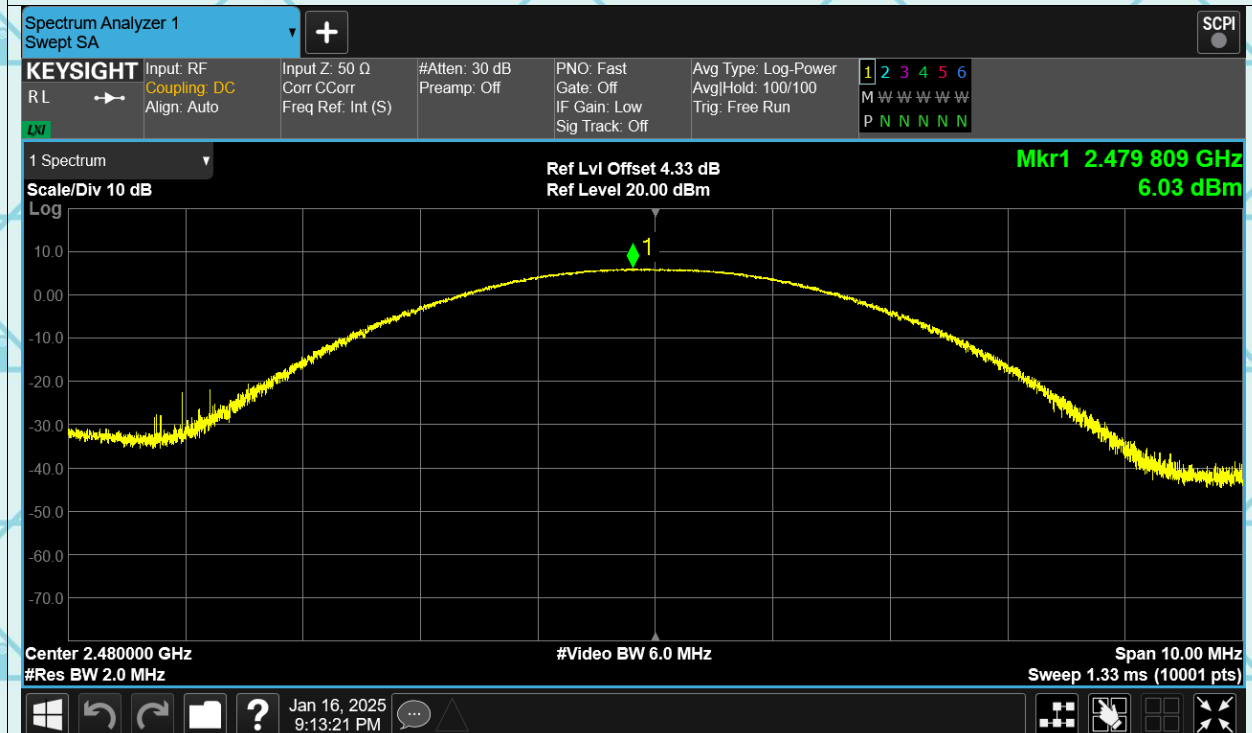 Spectrum Analyzer 1
Swept SA
SCPI
KEYSIGHT
RL
LXI
Input: RF
Coupling: DC
Align: Auto
Input Z: 50 Ω
Corr CCorr
Freq Ref: Int (S)
#Atten: 30 dB
Preamp: Off
PNO: Fast
Gate: Off
IF Gain: Low
Sig Track: Off
Avg Type: Log-Power
Avg|Hold: 100/100
Trig: Free Run
1 2 3 4 5 6
M W W W W W
P N N N N N N
1 Spectrum
Scale/Div 10 dB
Log
Ref Lvl Offset 4.33 dB
Ref Level 20.00 dBm
Mkr1 2.479 809 GHz
6.03 dBm
1
10.0
0.00
-10.0
-20.0
-30.0
-40.0
-50.0
-60.0
-70.0
Center 2.480000 GHz
#Res BW 2.0 MHz
#Video BW 6.0 MHz
Span 10.00 MHz
Sweep 1.33 ms (10001 pts)
?
Jan 16, 2025
9:13:21 PM